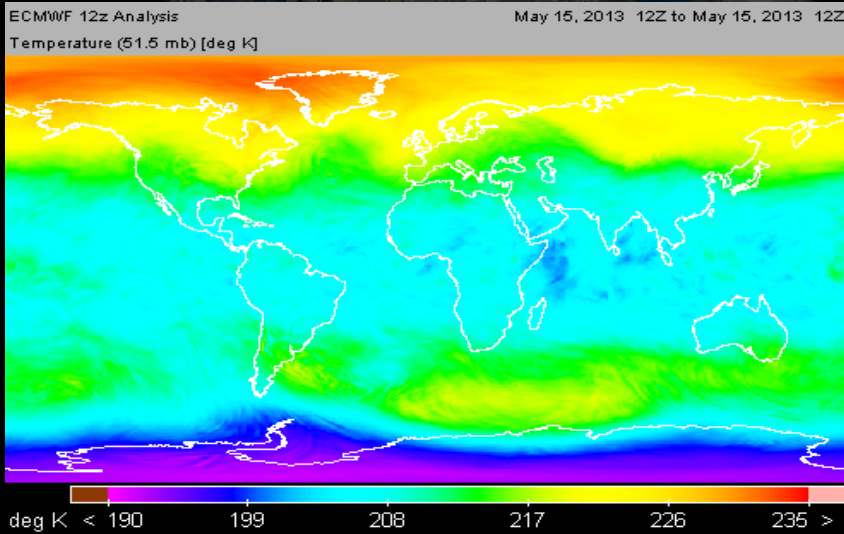 ECMWF 12z Analysis May 15, 2013 12Z to May 15, 2013 12Z
Temperature (51.5 mb) [deg K]
deg K < 190 199 208 217 226 235 >